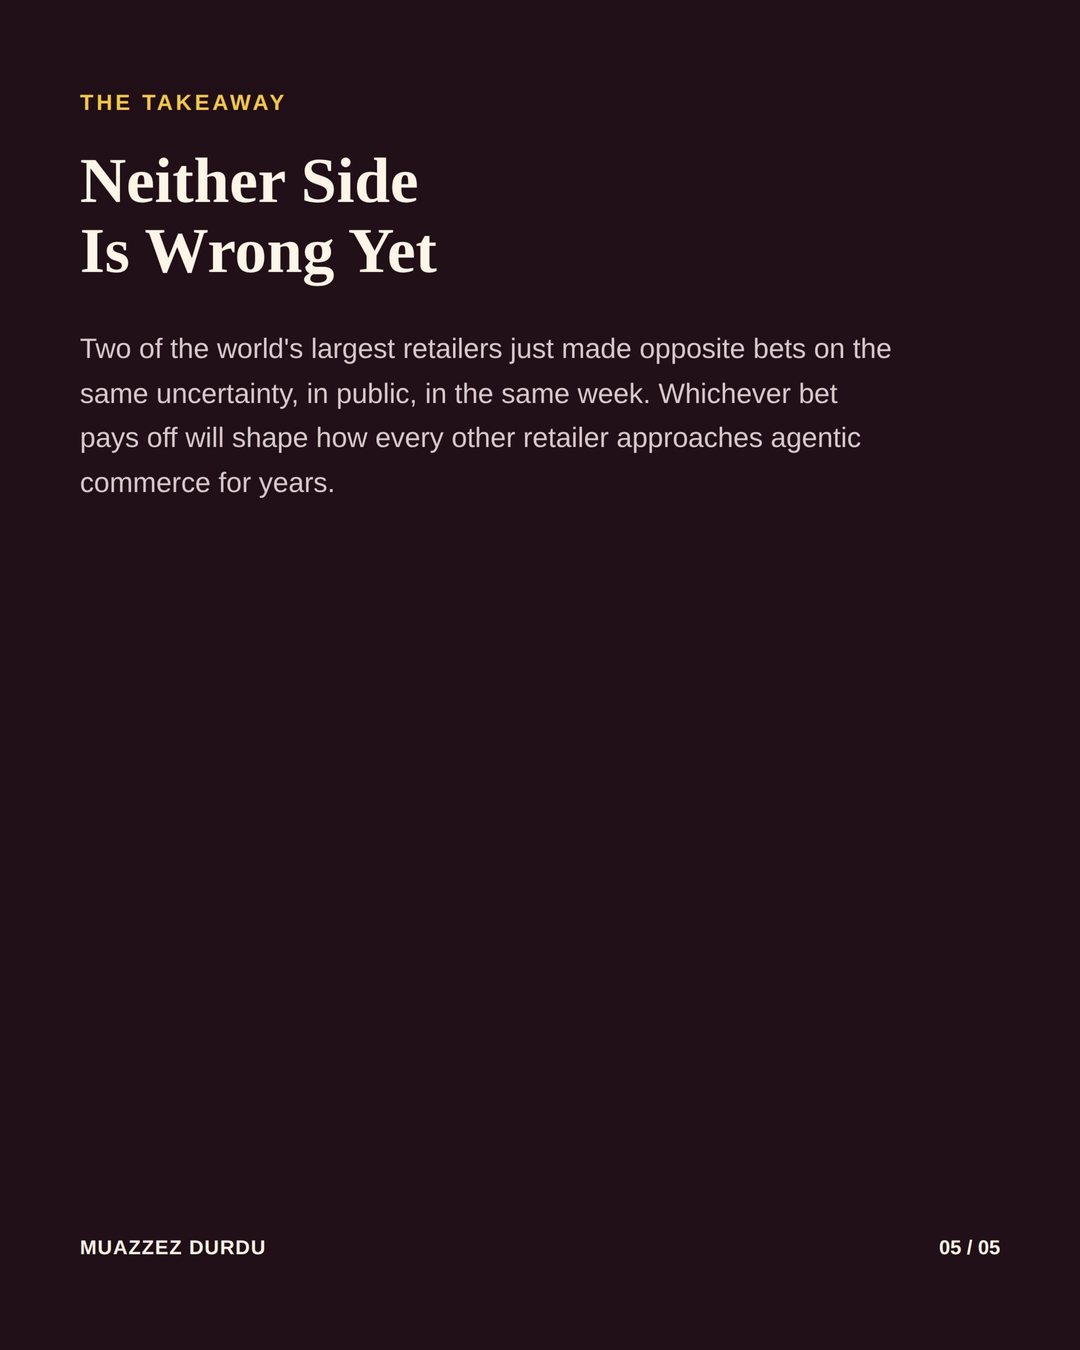 THE TAKEAWAY
Neither Side
Is Wrong Yet
Two of the world's largest retailers just made opposite bets on the
same uncertainty, in public, in the same week. Whichever bet
pays off will shape how every other retailer approaches agentic
commerce for years.
MUAZZEZ DURDU
05 / 05